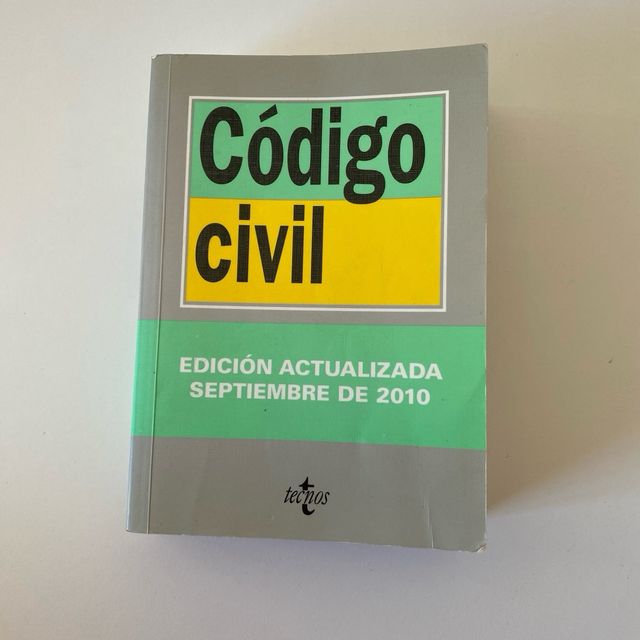 Código
civil
EDICIÓN ACTUALIZADA
SEPTIEMBRE DE 2010
tecnos